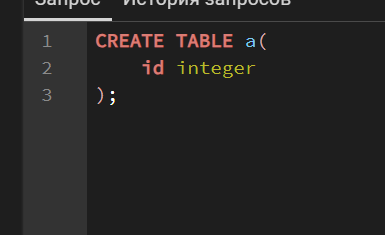 Запрос История запросов
1 CREATE TABLE a(
2 id integer
3 );